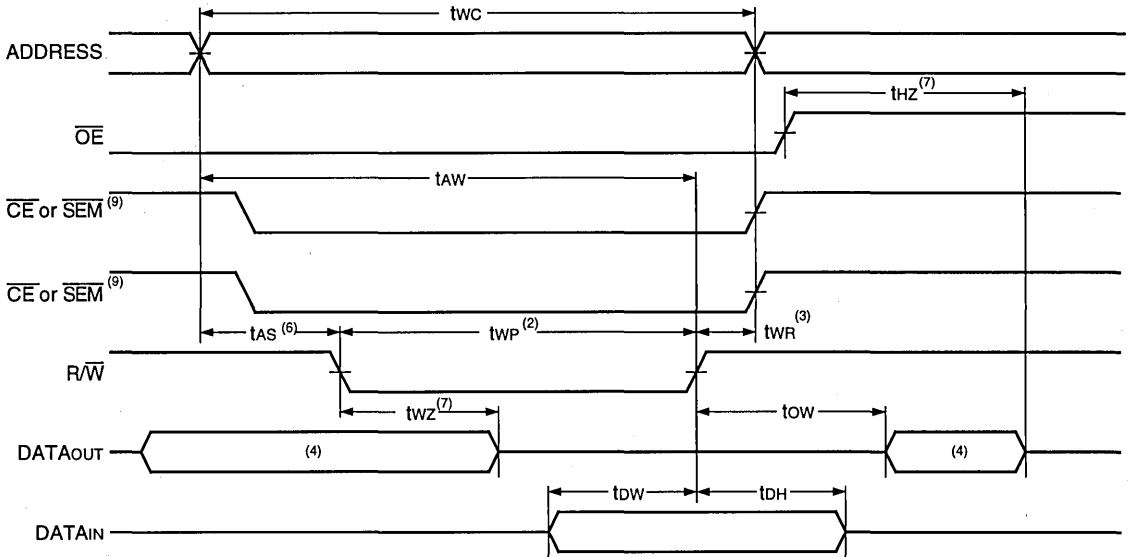 tWC
ADDRESS
tHZ (7)
OE
tAW
CE or SEM (9)
CE or SEM (9)
tAS (6) tWP (2) tWR (3)
R/W
tWZ (7) tOW
DATAOUT (4) (4)
tDW tDH
DATAIN